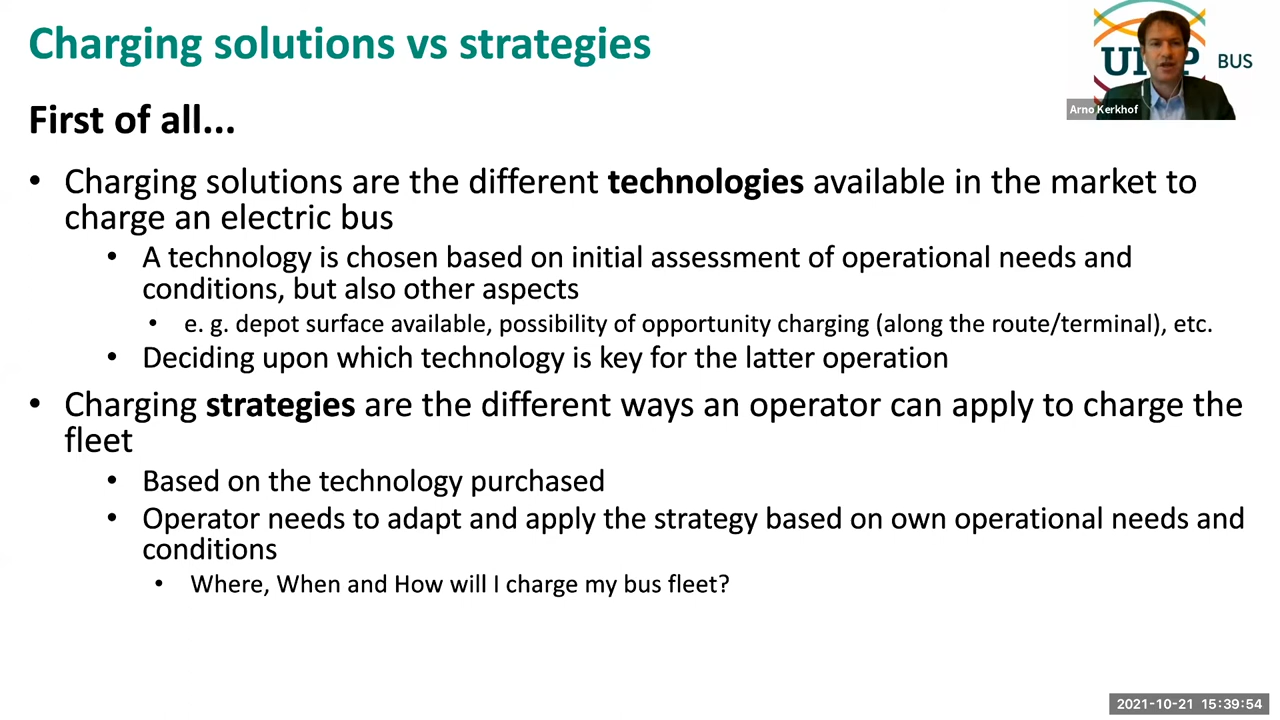 Charging solutions vs strategies
BUS
Arno Kerkhof
First of all...
• Charging solutions are the different technologies available in the market to
charge an electric bus
• A technology is chosen based on initial assessment of operational needs and
conditions, but also other aspects
• e. g. depot surface available, possibility of opportunity charging (along the route/terminal), etc.
• Deciding upon which technology is key for the latter operation
• Charging strategies are the different ways an operator can apply to charge the
fleet
• Based on the technology purchased
• Operator needs to adapt and apply the strategy based on own operational needs and
conditions
• Where, When and How will I charge my bus fleet?
2021-10-21 15:39:54